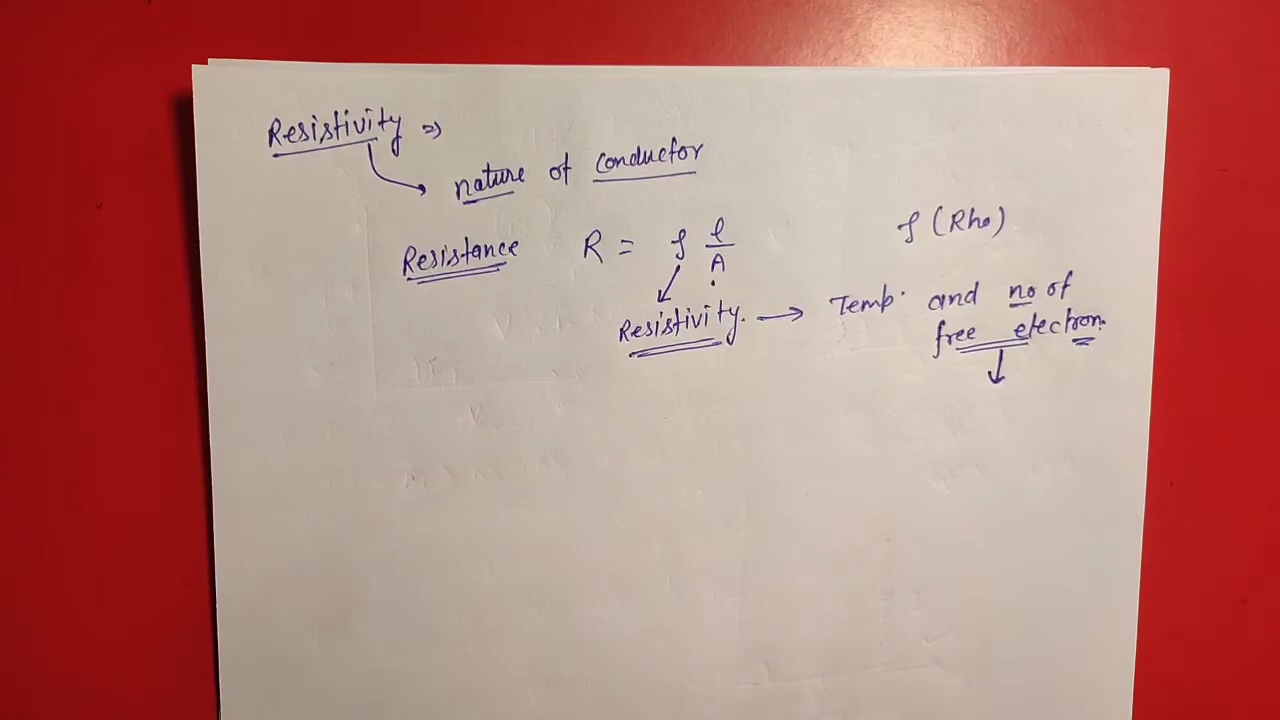 Resistivity ⇒
nature of conductor
ρ (Rho)
Resistance R = ρ l/A
Resistivity. → Temp. and no of
free electron.